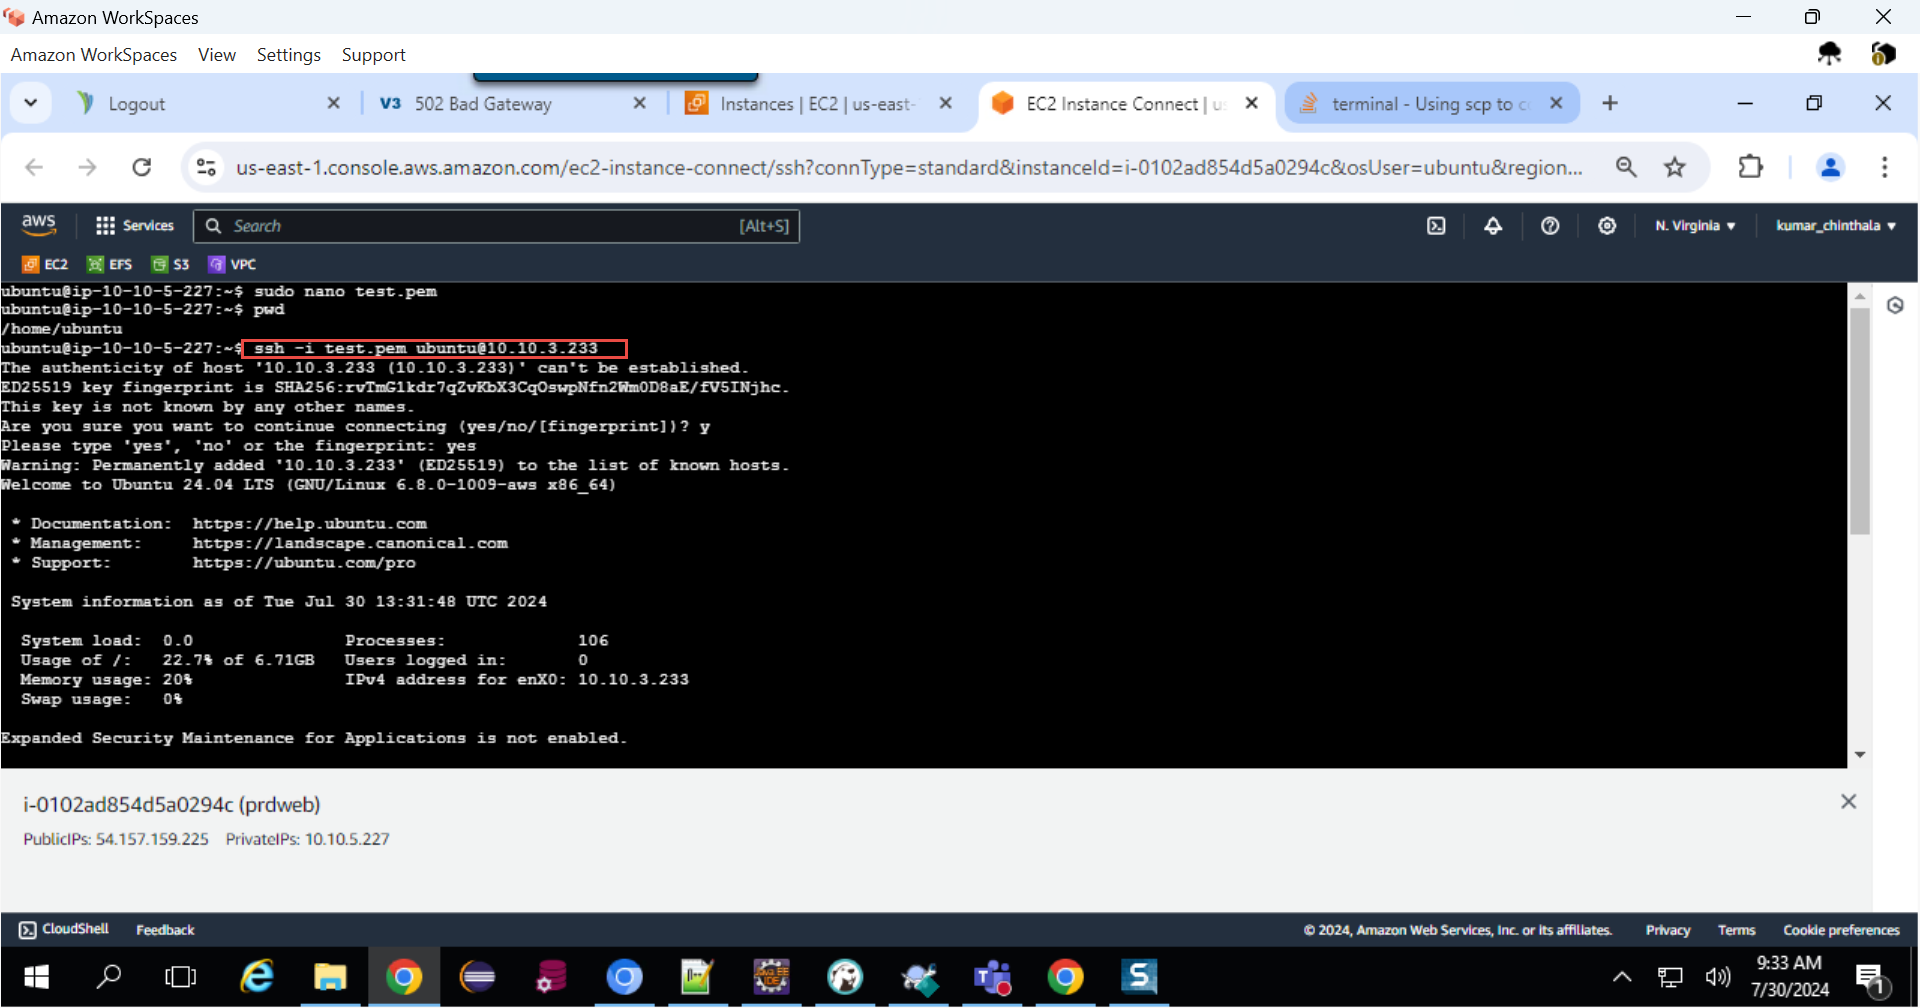 Amazon WorkSpaces
Amazon WorkSpaces View Settings Support
Logout
V3 502 Bad Gateway
Instances | EC2 | us-east-
EC2 Instance Connect | us
terminal - Using scp to co
us-east-1.console.aws.amazon.com/ec2-instance-connect/ssh?connType=standard&instanceId=i-0102ad854d5a0294c&osUser=ubuntu&region...
aws Services Search [Alt+S] N. Virginia ▼ kumar_chinthala ▼
EC2 EFS S3 VPC
ubuntu@ip-10-10-5-227:~$ sudo nano test.pem
ubuntu@ip-10-10-5-227:~$ pwd
/home/ubuntu
ubuntu@ip-10-10-5-227:~$ ssh -i test.pem ubuntu@10.10.3.233
The authenticity of host '10.10.3.233 (10.10.3.233)' can't be established.
ED25519 key fingerprint is SHA256:rvTmG1kdr7qZvKbX3CqOswpNfn2Wm0D8aE/fV5INjhc.
This key is not known by any other names.
Are you sure you want to continue connecting (yes/no/[fingerprint])? y
Please type 'yes', 'no' or the fingerprint: yes
Warning: Permanently added '10.10.3.233' (ED25519) to the list of known hosts.
Welcome to Ubuntu 24.04 LTS (GNU/Linux 6.8.0-1009-aws x86_64)
* Documentation: https://help.ubuntu.com
* Management: https://landscape.canonical.com
* Support: https://ubuntu.com/pro
System information as of Tue Jul 30 13:31:48 UTC 2024
System load: 0.0 Processes: 106
Usage of /: 22.7% of 6.71GB Users logged in: 0
Memory usage: 20% IPv4 address for enX0: 10.10.3.233
Swap usage: 0%
Expanded Security Maintenance for Applications is not enabled.
i-0102ad854d5a0294c (prdweb)
PublicIPs: 54.157.159.225 PrivateIPs: 10.10.5.227
CloudShell Feedback © 2024, Amazon Web Services, Inc. or its affiliates. Privacy Terms Cookie preferences
9:33 AM
7/30/2024
1